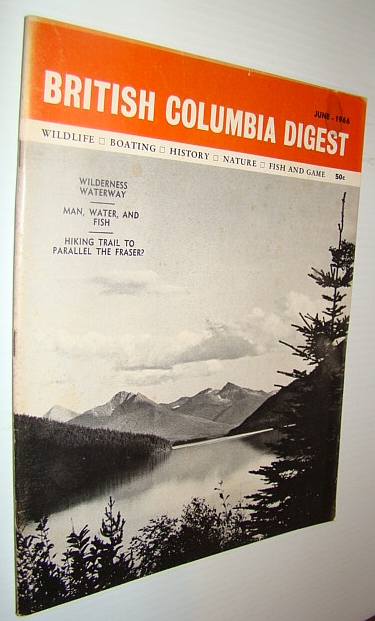 JUNE - 1966
BRITISH COLUMBIA DIGEST
WILDLIFE □ BOATING □ HISTORY □ NATURE □ FISH AND GAME 50c
WILDERNESS
WATERWAY
MAN, WATER, AND
FISH
HIKING TRAIL TO
PARALLEL THE FRASER?